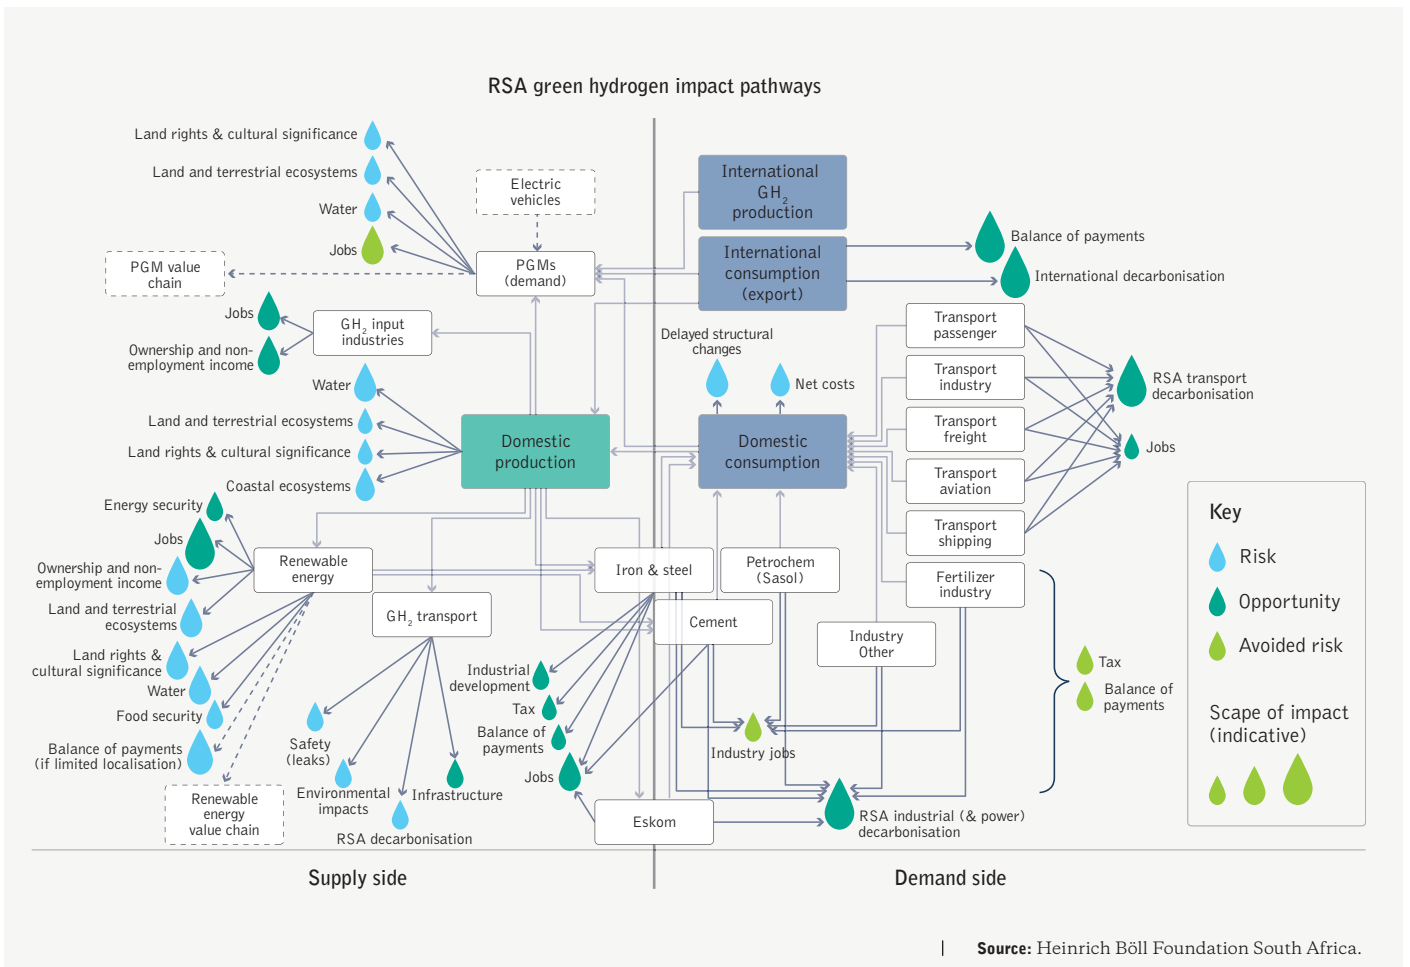 RSA green hydrogen impact pathways
Land rights & cultural significance
Land and terrestrial ecosystems
Water
Jobs
Electric
vehicles
PGM value
chain
PGMs
(demand)
International
GH2
production
International
consumption
(export)
Balance of payments
International decarbonisation
Jobs
Ownership and non-
employment income
GH2 input
industries
Delayed structural
changes
Net costs
Transport
passenger
Transport
industry
Transport
freight
Transport
aviation
Transport
shipping
Fertilizer
industry
RSA transport
decarbonisation
Jobs
Water
Land and terrestrial ecosystems
Land rights & cultural significance
Coastal ecosystems
Domestic
production
Domestic
consumption
Energy security
Jobs
Ownership and non-
employment income
Land and terrestrial
ecosystems
Land rights &
cultural significance
Water
Food security
Balance of payments
(if limited localisation)
Renewable
energy
Renewable
energy
value chain
GH2 transport
Safety
(leaks)
Environmental
impacts
RSA decarbonisation
Infrastructure
Iron & steel
Petrochem
(Sasol)
Cement
Industry
Other
Industrial
development
Tax
Balance of
payments
Jobs
Eskom
Industry jobs
RSA industrial (& power)
decarbonisation
Tax
Balance of
payments
Key
Risk
Opportunity
Avoided risk
Scape of impact
(indicative)
Supply side
Demand side
Source: Heinrich Böll Foundation South Africa.